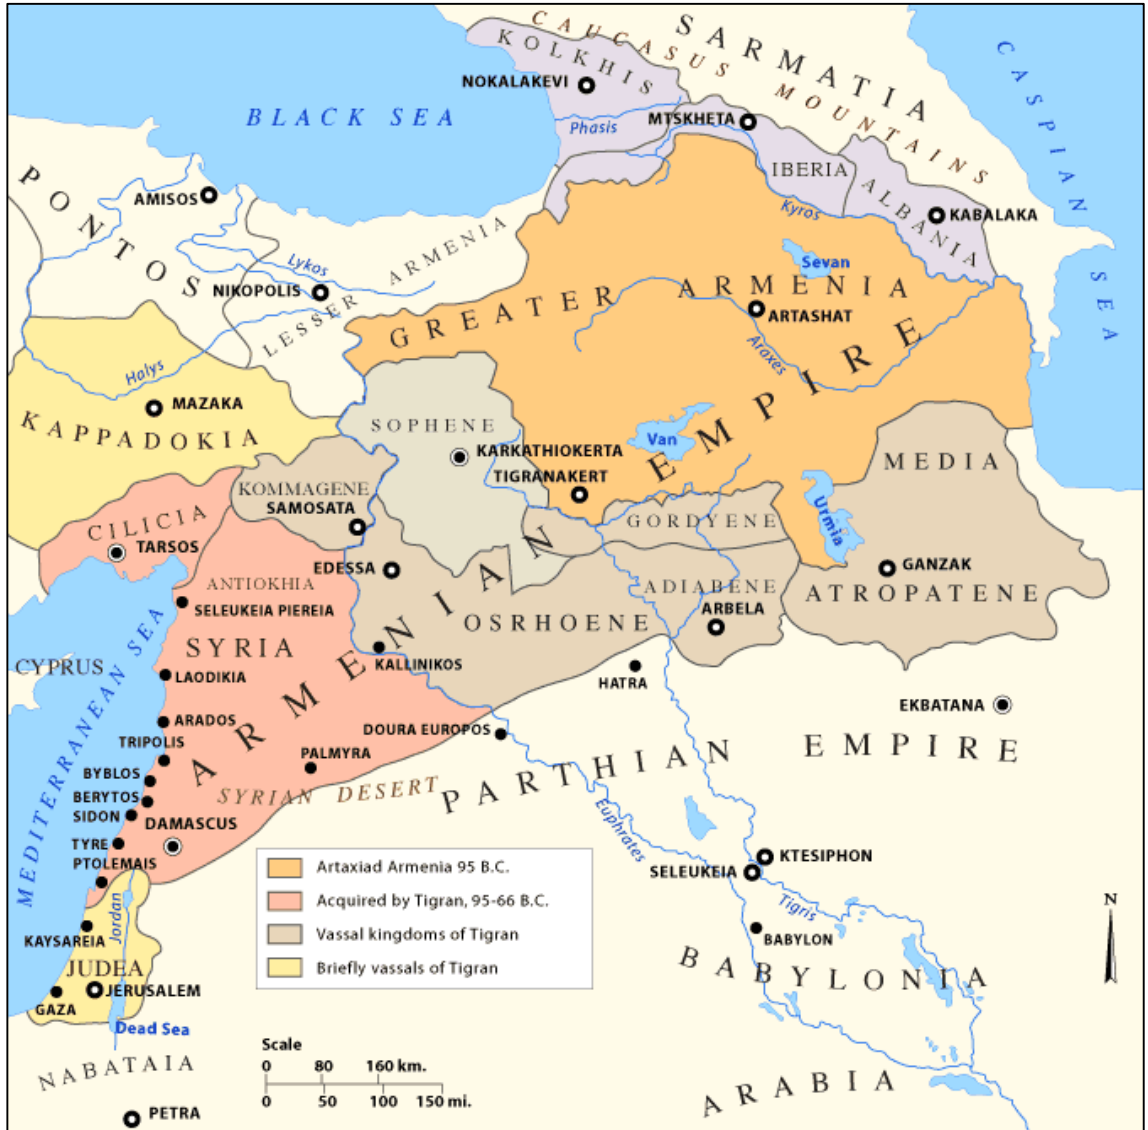 SARMATIA
CAUCASUS MOUNTAINS
CASPIAN SEA
KOLKHIS
NOKALAKEVI
BLACK SEA
Phasis
MTSKHETA
IBERIA
ALBANIA
KABALAKA
Kyros
PONTOS
AMISOS
Lykos
NIKOPOLIS
LESSER ARMENIA
Sevan
GREATER ARMENIA
ARTASHAT
Araxes
Halys
MAZAKA
KAPPADOKIA
SOPHENE
KARKATHIOKERTA
Van
TIGRANAKERT
ARMENIAN EMPIRE
MEDIA
ATROPATENE
Urmia
GANZAK
KOMMAGENE
SAMOSATA
GORDYENE
CILICIA
TARSOS
EDESSA
ADIABENE
ARBELA
ANTIOKHIA
SELEUKEIA PIEREIA
OSRHOENE
SYRIA
KALLINIKOS
CYPRUS
MEDITERRANEAN SEA
LAODIKIA
HATRA
EKBATANA
ARADOS
DOURA EUROPOS
TRIPOLIS
PALMYRA
PARTHIAN EMPIRE
BYBLOS
BERYTOS
SYRIAN DESERT
SIDON
DAMASCUS
Euphrates
TYRE
PTOLEMAIS
KTESIPHON
SELEUKEIA
Tigris
Jordan
KAYSAREIA
BABYLON
BABYLONIA
JUDEA
JERUSALEM
GAZA
Dead Sea
NABATAIA
PETRA
ARABIA
Artaxiad Armenia 95 B.C.
Acquired by Tigran, 95-66 B.C.
Vassal kingdoms of Tigran
Briefly vassals of Tigran
Scale
0 80 160 km.
0 50 100 150 mi.
N